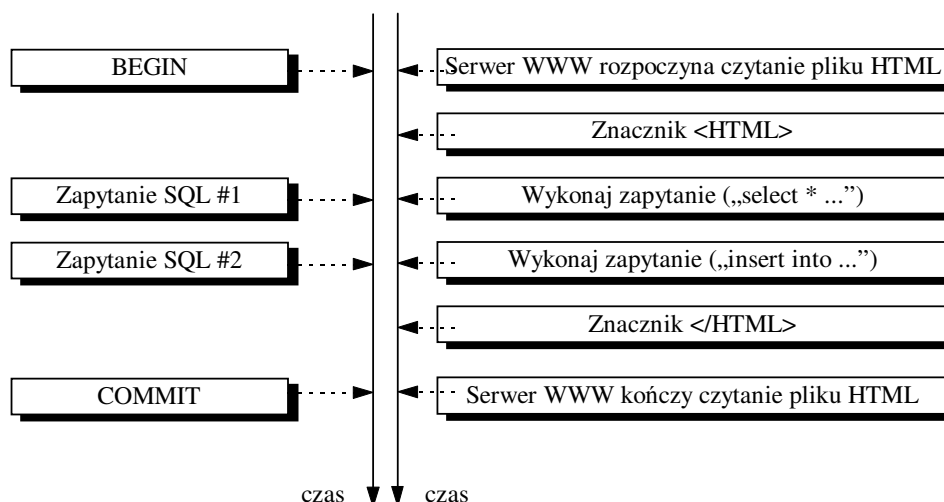 BEGIN
Serwer WWW rozpoczyna czytanie pliku HTML
Znacznik <HTML>
Zapytanie SQL #1
Wykonaj zapytanie („select * ...”)
Zapytanie SQL #2
Wykonaj zapytanie („insert into ...”)
Znacznik </HTML>
COMMIT
Serwer WWW kończy czytanie pliku HTML
czas
czas